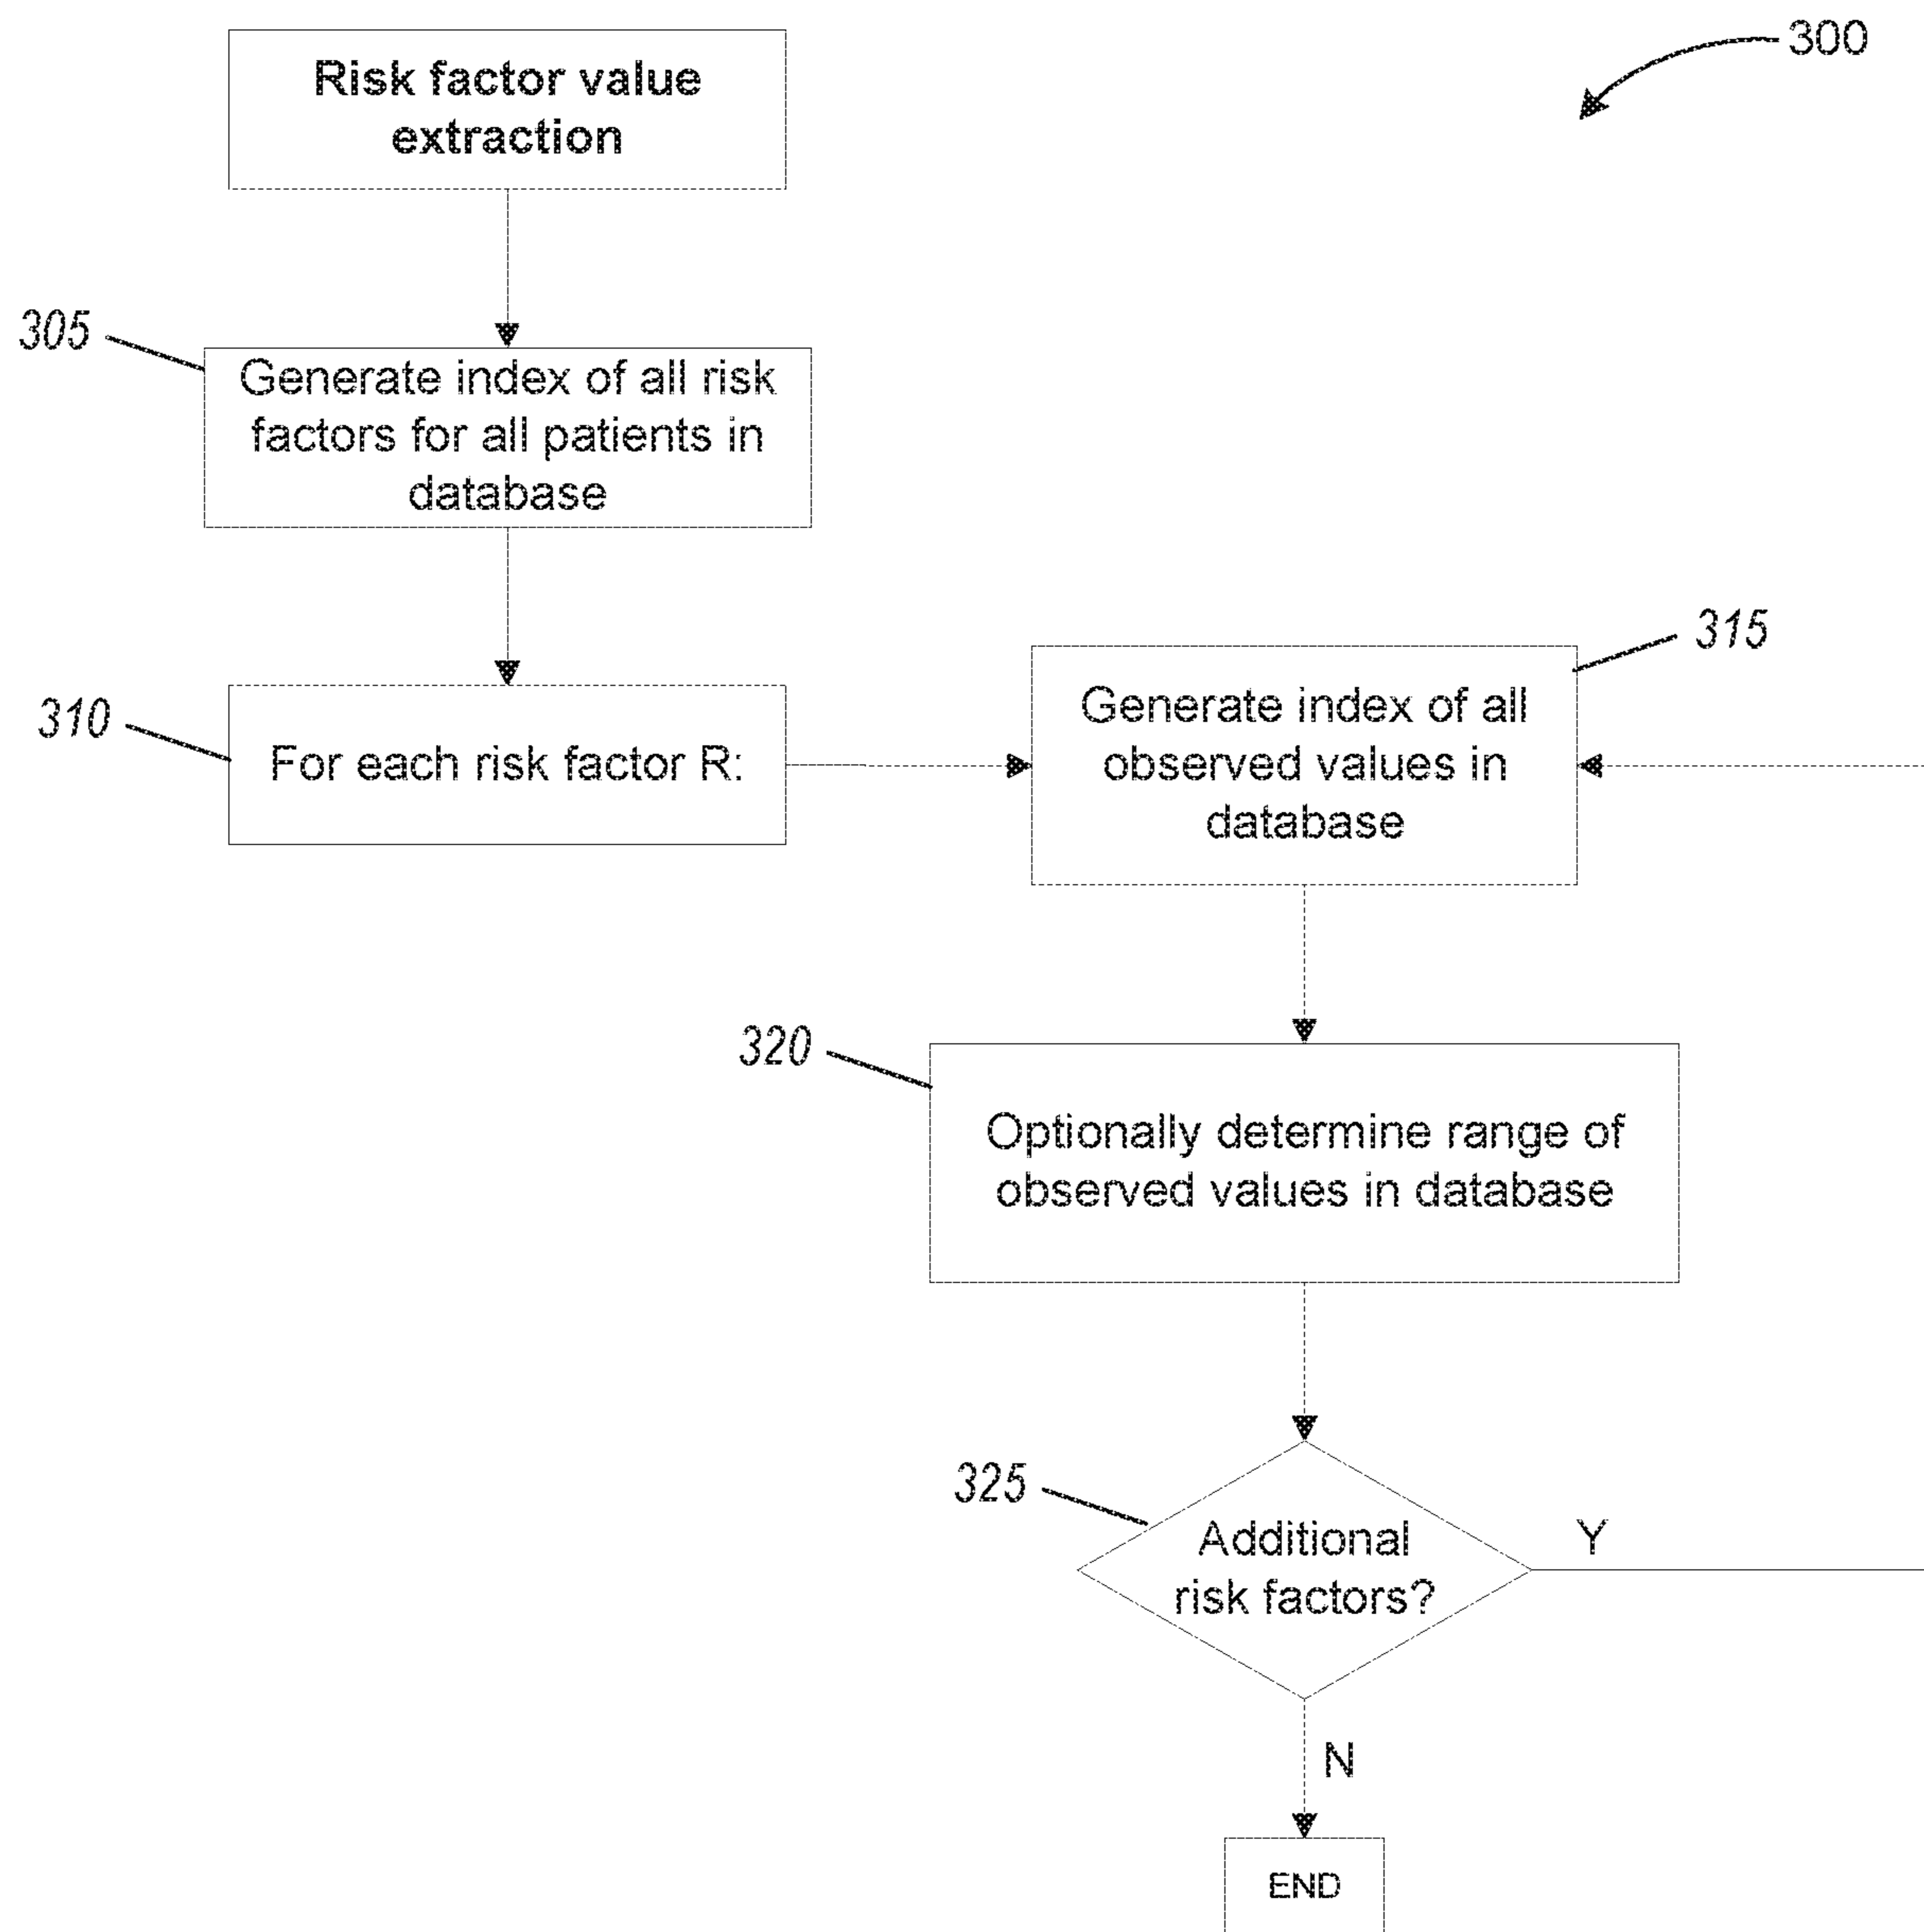 300
Risk factor value
extraction
305
Generate index of all risk
factors for all patients in
database
310
For each risk factor R:
315
Generate index of all
observed values in
database
320
Optionally determine range of
observed values in database
325
Additional
risk factors?
Y
N
END